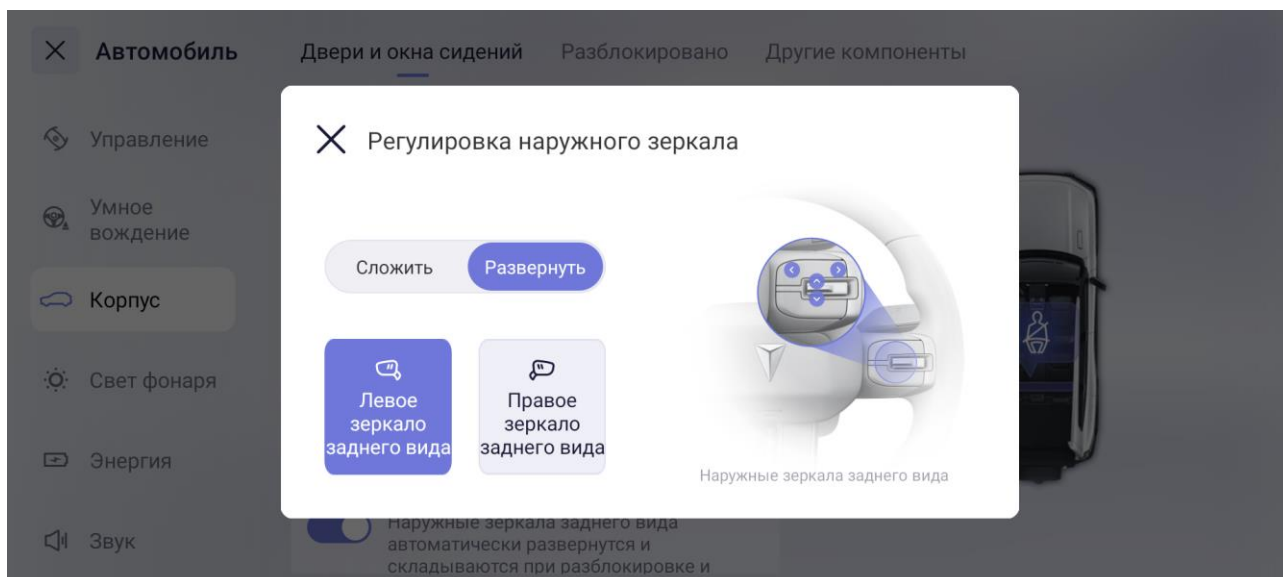 Автомобиль
Двери и окна сидений
Разблокировано
Другие компоненты
Управление
Умное
вождение
Корпус
Свет фонаря
Энергия
Звук
Регулировка наружного зеркала
Сложить
Развернуть
Левое
зеркало
заднего вида
Правое
зеркало
заднего вида
Наружные зеркала заднего вида
Наружные зеркала заднего вида
автоматически развернутся и
складываются при разблокировке и